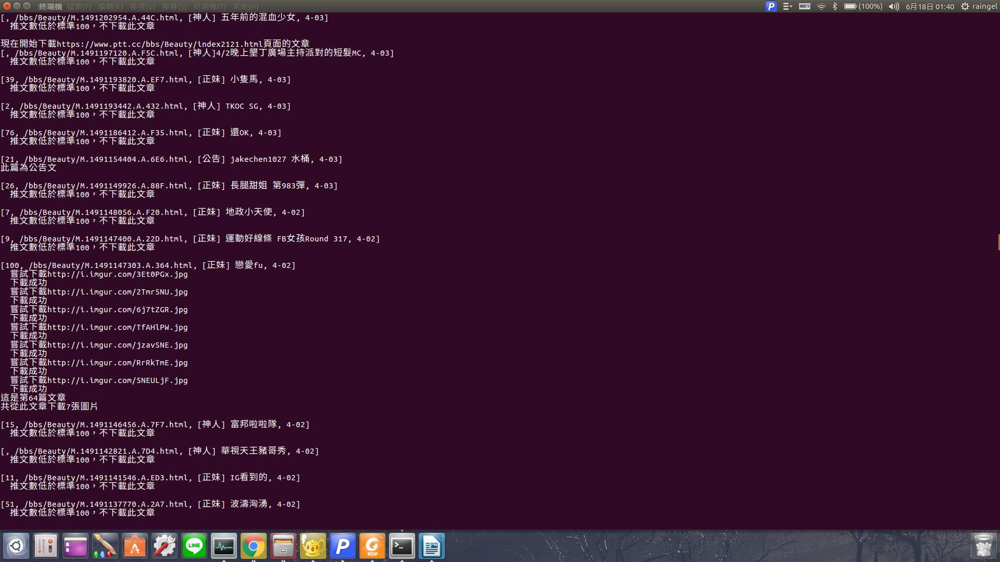 終端機 檔案(F) 編輯(E) 檢視(V) 搜尋(S) 終端機(T) 求助(H) (100%) 6月18日 01:40 raingel
[, /bbs/Beauty/M.1491202954.A.44C.html, [神人] 五年前的混血少女, 4-03]
推文數低於標準100，不下載此文章
現在開始下載https://www.ptt.cc/bbs/Beauty/index2121.html頁面的文章
[, /bbs/Beauty/M.1491197120.A.F5C.html, [神人]4/2晚上墾丁廣場主持派對的短髮MC, 4-03]
推文數低於標準100，不下載此文章
[39, /bbs/Beauty/M.1491193820.A.EF7.html, [正妹] 小隻馬, 4-03]
推文數低於標準100，不下載此文章
[2, /bbs/Beauty/M.1491193442.A.432.html, [神人] TKOC SG, 4-03]
推文數低於標準100，不下載此文章
[76, /bbs/Beauty/M.1491186412.A.F35.html, [正妹] 還OK, 4-03]
推文數低於標準100，不下載此文章
[21, /bbs/Beauty/M.1491154404.A.6E6.html, [公告] jakechen1027 水桶, 4-03]
此篇為公告文
[26, /bbs/Beauty/M.1491149926.A.88F.html, [正妹] 長腿甜姐 第983彈, 4-03]
推文數低於標準100，不下載此文章
[7, /bbs/Beauty/M.1491148056.A.F20.html, [正妹] 地政小天使, 4-02]
推文數低於標準100，不下載此文章
[9, /bbs/Beauty/M.1491147400.A.22D.html, [正妹] 運動好線條 FB女孩Round 317, 4-02]
推文數低於標準100，不下載此文章
[100, /bbs/Beauty/M.1491147303.A.364.html, [正妹] 戀愛fu, 4-02]
嘗試下載http://i.imgur.com/3Et0PGx.jpg
下載成功
嘗試下載http://i.imgur.com/2Tmr5NU.jpg
下載成功
嘗試下載http://i.imgur.com/6j7tZGR.jpg
下載成功
嘗試下載http://i.imgur.com/TfAHlPW.jpg
下載成功
嘗試下載http://i.imgur.com/jzavSNE.jpg
下載成功
嘗試下載http://i.imgur.com/RrRkTmE.jpg
下載成功
嘗試下載http://i.imgur.com/5NEULjF.jpg
下載成功
這是第64篇文章
共從此文章下載7張圖片
[15, /bbs/Beauty/M.1491146456.A.7F7.html, [神人] 富邦啦啦隊, 4-02]
推文數低於標準100，不下載此文章
[, /bbs/Beauty/M.1491142821.A.7D4.html, [神人] 華視天王豬哥秀, 4-02]
推文數低於標準100，不下載此文章
[11, /bbs/Beauty/M.1491141546.A.ED3.html, [正妹] IG看到的, 4-02]
推文數低於標準100，不下載此文章
[51, /bbs/Beauty/M.1491137770.A.2A7.html, [正妹] 波濤洶湧, 4-02]
推文數低於標準100，不下載此文章
LINE
P
PDF